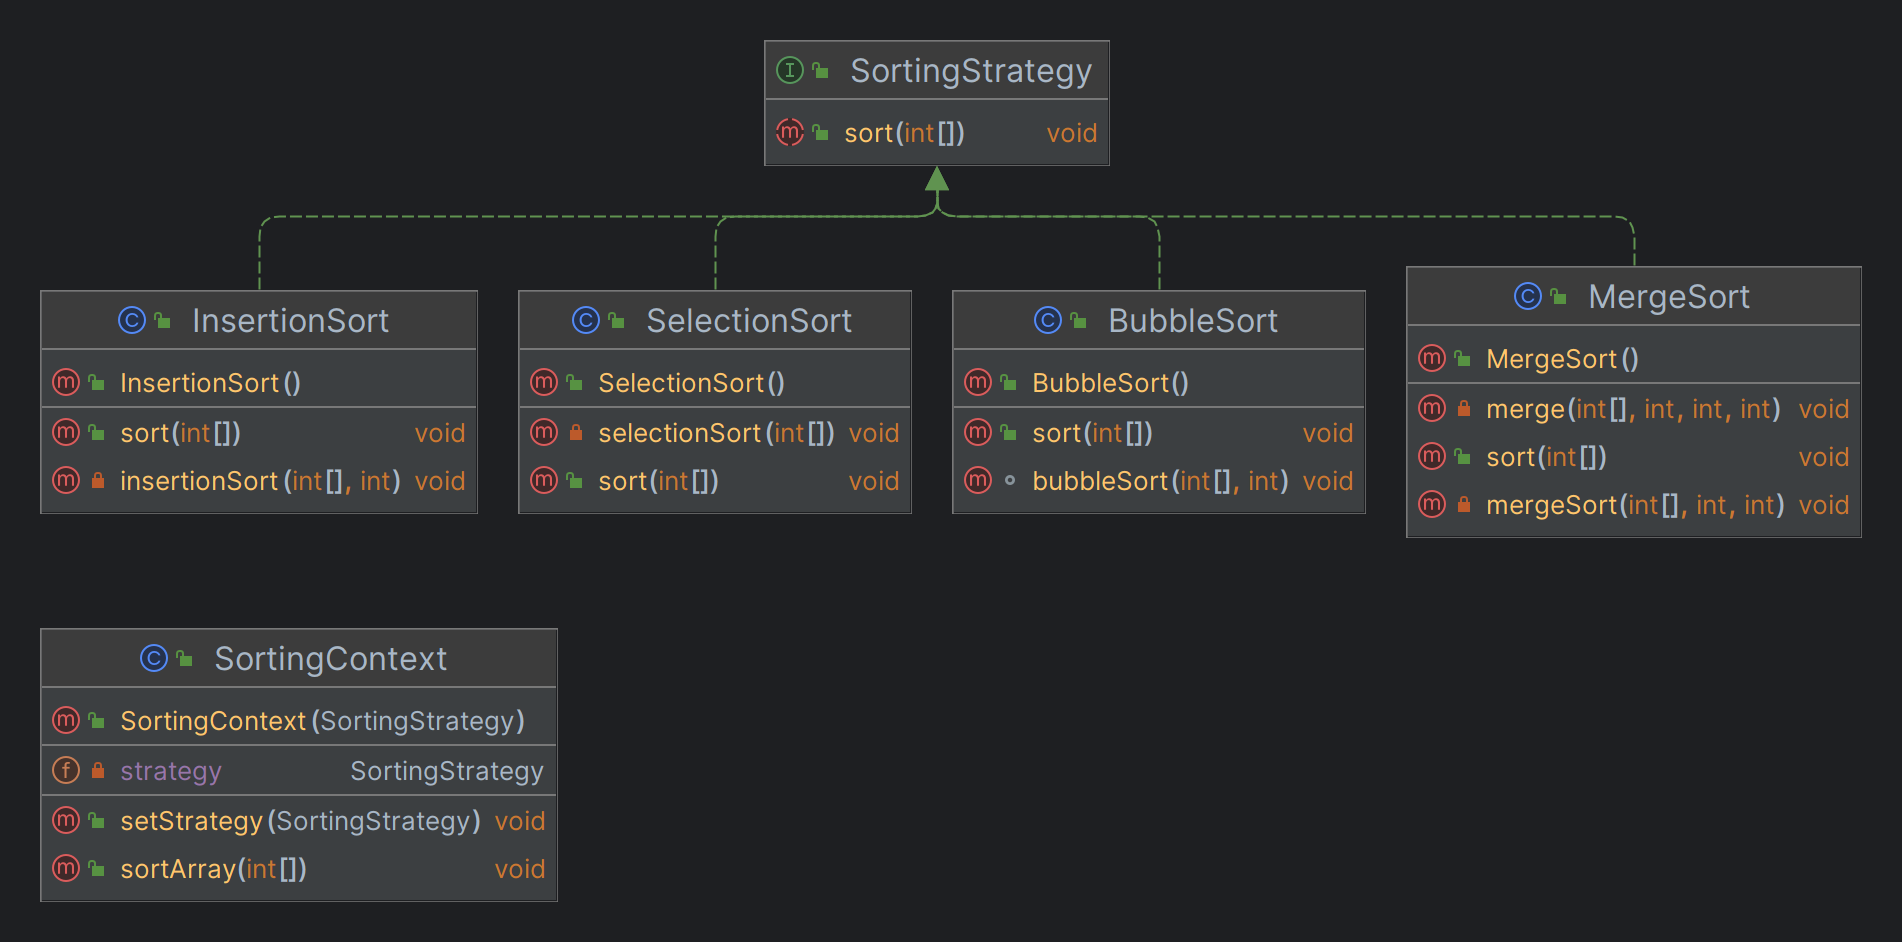 SortingStrategy
sort(int[]) void
InsertionSort
InsertionSort()
sort(int[]) void
insertionSort(int[], int) void
SelectionSort
SelectionSort()
selectionSort(int[]) void
sort(int[]) void
BubbleSort
BubbleSort()
sort(int[]) void
bubbleSort(int[], int) void
MergeSort
MergeSort()
merge(int[], int, int, int) void
sort(int[]) void
mergeSort(int[], int, int) void
SortingContext
SortingContext(SortingStrategy)
strategy SortingStrategy
setStrategy(SortingStrategy) void
sortArray(int[]) void